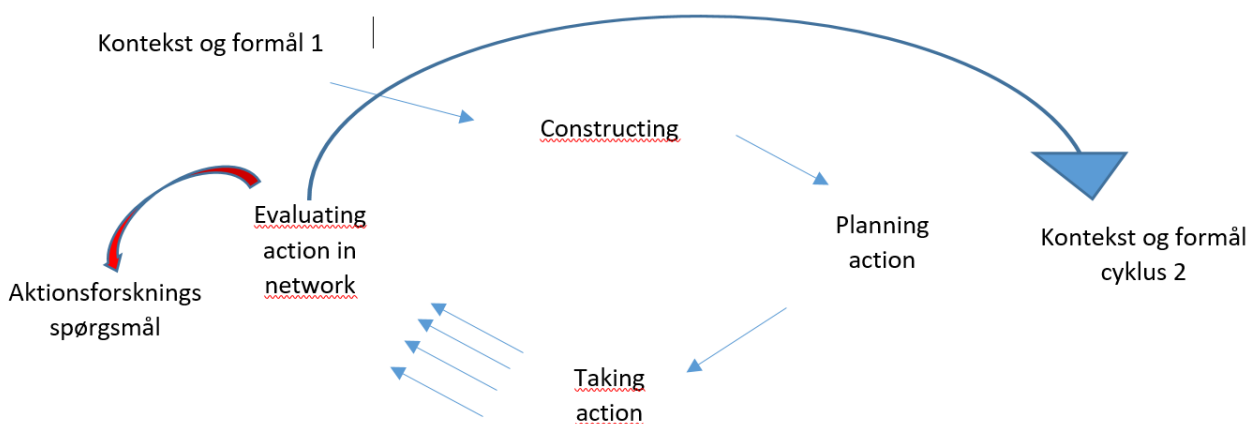 Kontekst og formål 1
Constructing
Planning
action
Kontekst og formål
cyklus 2
Evaluating
action in
network
Aktionsforsknings
spørgsmål
Taking
action